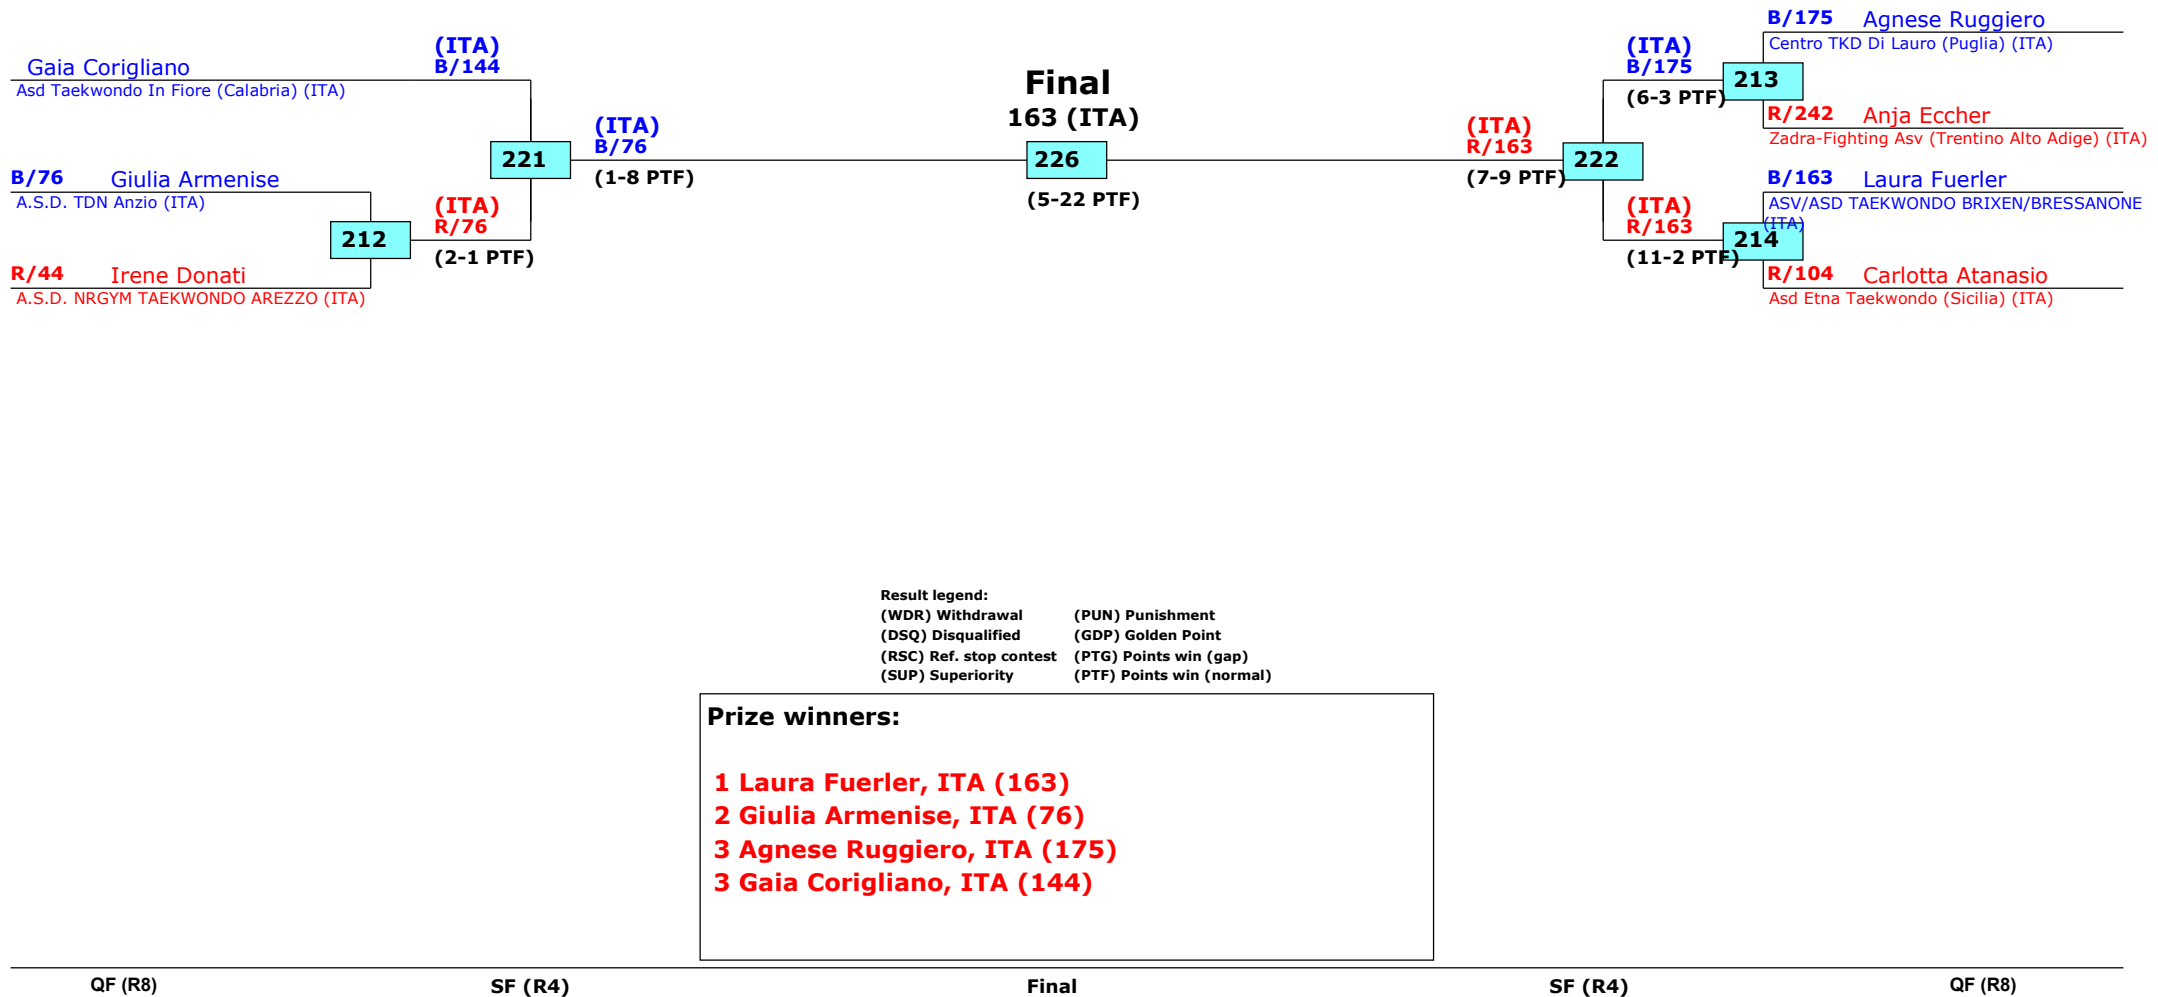 Gaia Corigliano
Asd Taekwondo In Fiore (Calabria) (ITA)
(ITA)
B/144
B/76 Giulia Armenise
A.S.D. TDN Anzio (ITA)
212
R/44 Irene Donati
A.S.D. NRGYM TAEKWONDO AREZZO (ITA)
(ITA)
R/76
(2-1 PTF)
221
(ITA)
B/76
(1-8 PTF)
Final
163 (ITA)
226
(5-22 PTF)
(ITA)
R/163
(7-9 PTF)
222
(ITA)
B/175
(6-3 PTF)
213
B/175 Agnese Ruggiero
Centro TKD Di Lauro (Puglia) (ITA)
R/242 Anja Eccher
Zadra-Fighting Asv (Trentino Alto Adige) (ITA)
(ITA)
R/163
(11-2 PTF)
B/163 Laura Fuerler
ASV/ASD TAEKWONDO BRIXEN/BRESSANONE
(ITA)
214
R/104 Carlotta Atanasio
Asd Etna Taekwondo (Sicilia) (ITA)
Result legend:
(WDR) Withdrawal (PUN) Punishment
(DSQ) Disqualified (GDP) Golden Point
(RSC) Ref. stop contest (PTG) Points win (gap)
(SUP) Superiority (PTF) Points win (normal)
Prize winners:
1 Laura Fuerler, ITA (163)
2 Giulia Armenise, ITA (76)
3 Agnese Ruggiero, ITA (175)
3 Gaia Corigliano, ITA (144)
QF (R8) SF (R4) Final SF (R4) QF (R8)